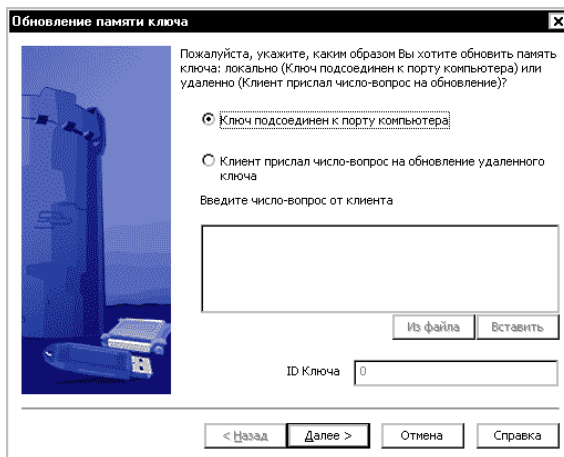 Обновление памяти ключа
Пожалуйста, укажите, каким образом Вы хотите обновить память
ключа: локально (Ключ подсоединен к порту компьютера) или
удаленно (Клиент прислал число-вопрос на обновление)?
Ключ подсоединен к порту компьютера
Клиент прислал число-вопрос на обновление удаленного
ключа
Введите число-вопрос от клиента
Из файла Вставить
ID Ключа 0
< Назад Далее > Отмена Справка